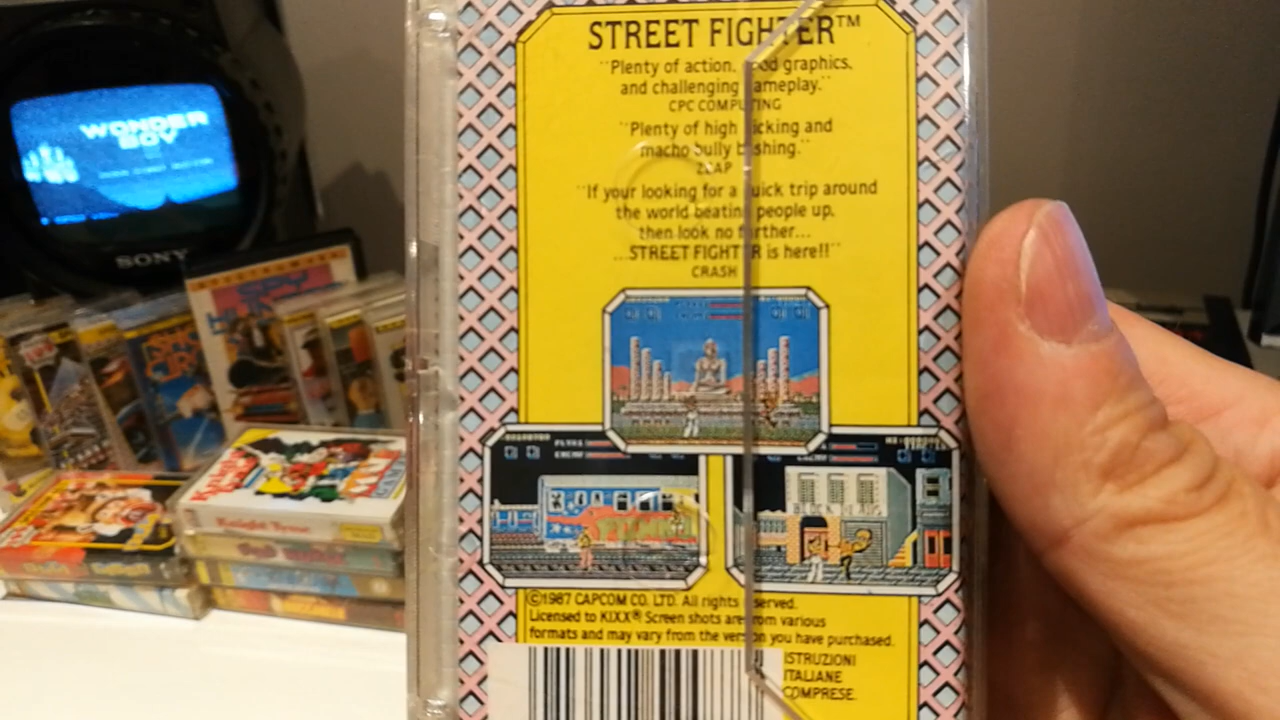 STREET FIGHTER™
"Plenty of action, good graphics,
and challenging gameplay."
CPC COMPUTING
"Plenty of high kicking and
macho bully bashing."
ZZAP
"If your looking for a quick trip around
the world beating people up,
then look no further...
...STREET FIGHTER is here!!"
CRASH
©1987 CAPCOM CO. LTD. All rights reserved.
Licensed to KIXX® Screen shots are from various
formats and may vary from the version you have purchased.
ISTRUZIONI
ITALIANE
COMPRESE.
WONDER
BOY
SONY
Knight Tyme